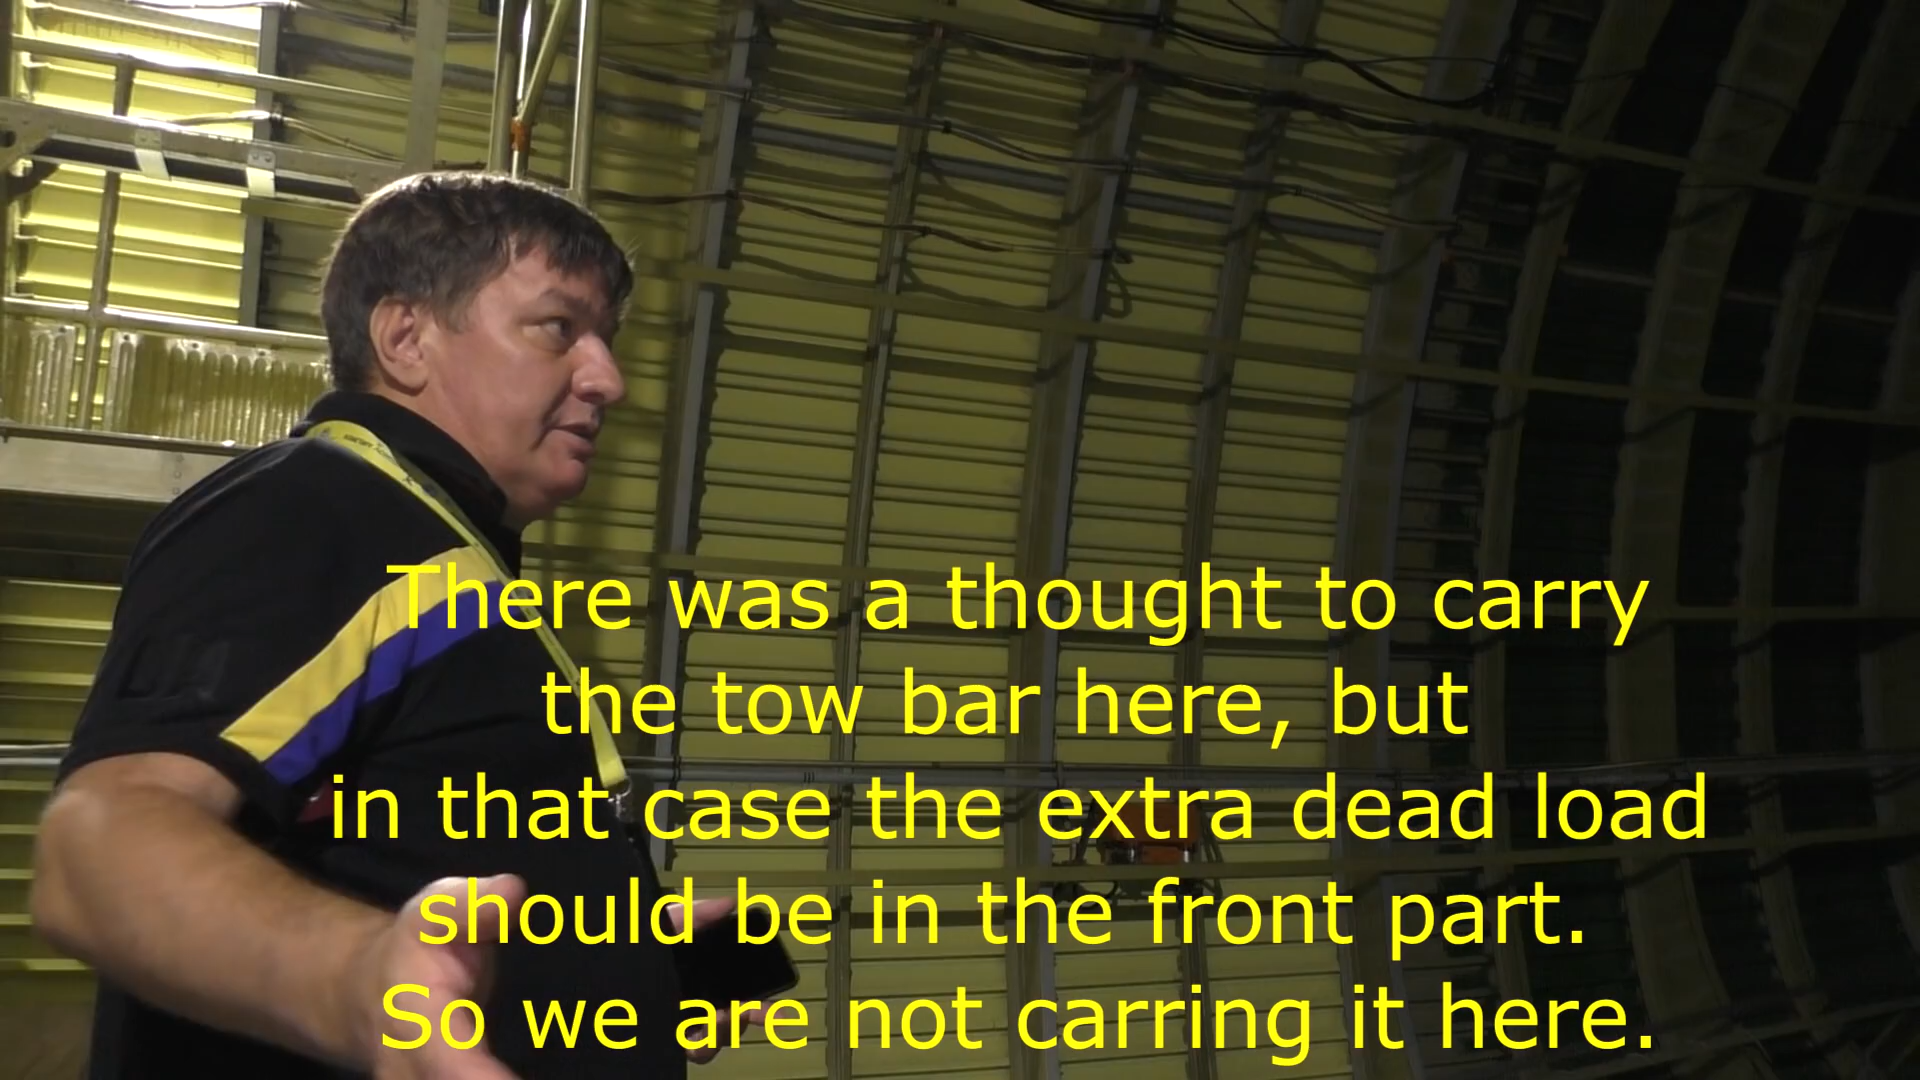 There was a thought to carry
the tow bar here, but
in that case the extra dead load
should be in the front part.
So we are not carring it here.